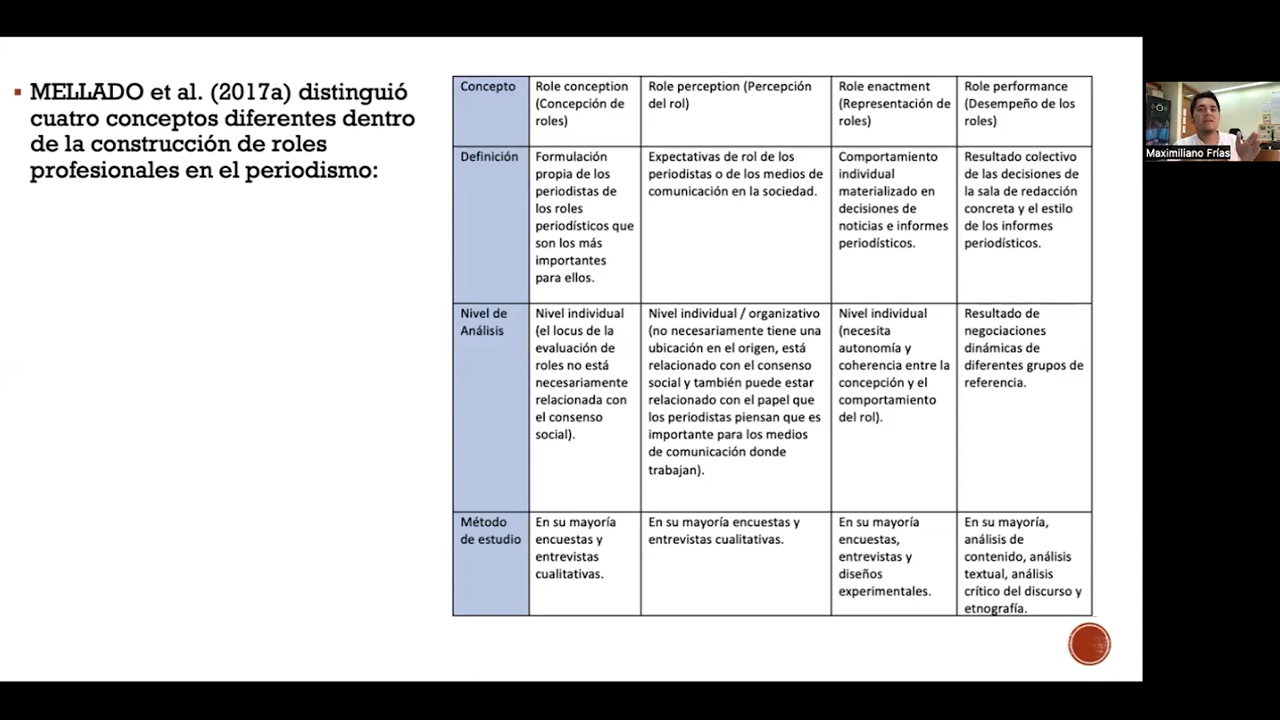 MELLADO et al. (2017a) distinguió
cuatro conceptos diferentes dentro
de la construcción de roles
profesionales en el periodismo:
Concepto
Role conception
(Concepción de
roles)
Role perception (Percepción
del rol)
Role enactment
(Representación de
roles)
Role performance
(Desempeño de los
roles)
Definición
Formulación
propia de los
periodistas de
los roles
periodísticos que
son los más
importantes
para ellos.
Expectativas de rol de los
periodistas o de los medios de
comunicación en la sociedad.
Comportamiento
individual
materializado en
decisiones de
noticias e informes
periodísticos.
Resultado colectivo
de las decisiones de
la sala de redacción
concreta y el estilo
de los informes
periodísticos.
Nivel de
Análisis
Nivel individual
(el locus de la
evaluación de
roles no está
necesariamente
relacionada con
el consenso
social).
Nivel individual / organizativo
(no necesariamente tiene una
ubicación en el origen, está
relacionado con el consenso
social y también puede estar
relacionado con el papel que
los periodistas piensan que es
importante para los medios
de comunicación donde
trabajan).
Nivel individual
(necesita
autonomía y
coherencia entre la
concepción y el
comportamiento
del rol).
Resultado de
negociaciones
dinámicas de
diferentes grupos de
referencia.
Método
de estudio
En su mayoría
encuestas y
entrevistas
cualitativas.
En su mayoría encuestas y
entrevistas cualitativas.
En su mayoría
encuestas,
entrevistas y
diseños
experimentales.
En su mayoría,
análisis de
contenido, análisis
textual, análisis
crítico del discurso y
etnografía.
Maximiliano Frías